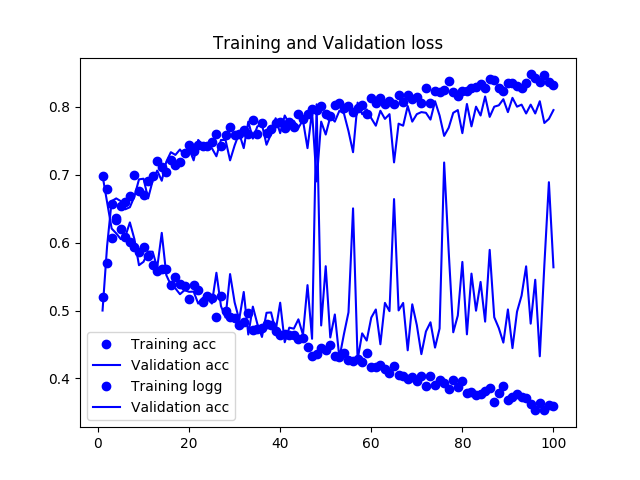 Training and Validation loss
0.8
0.7
0.6
0.5
0.4
Training acc
Validation acc
Training logg
Validation acc
0 20 40 60 80 100